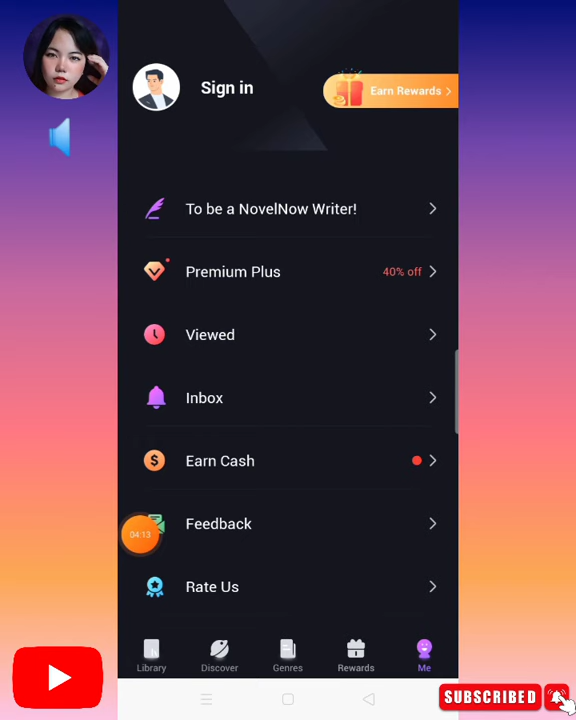 Sign in
Earn Rewards
To be a NovelNow Writer!
Premium Plus
40% off
Viewed
Inbox
Earn Cash
Feedback
04:13
Rate Us
Library
Discover
Genres
Rewards
Me
SUBSCRIBED